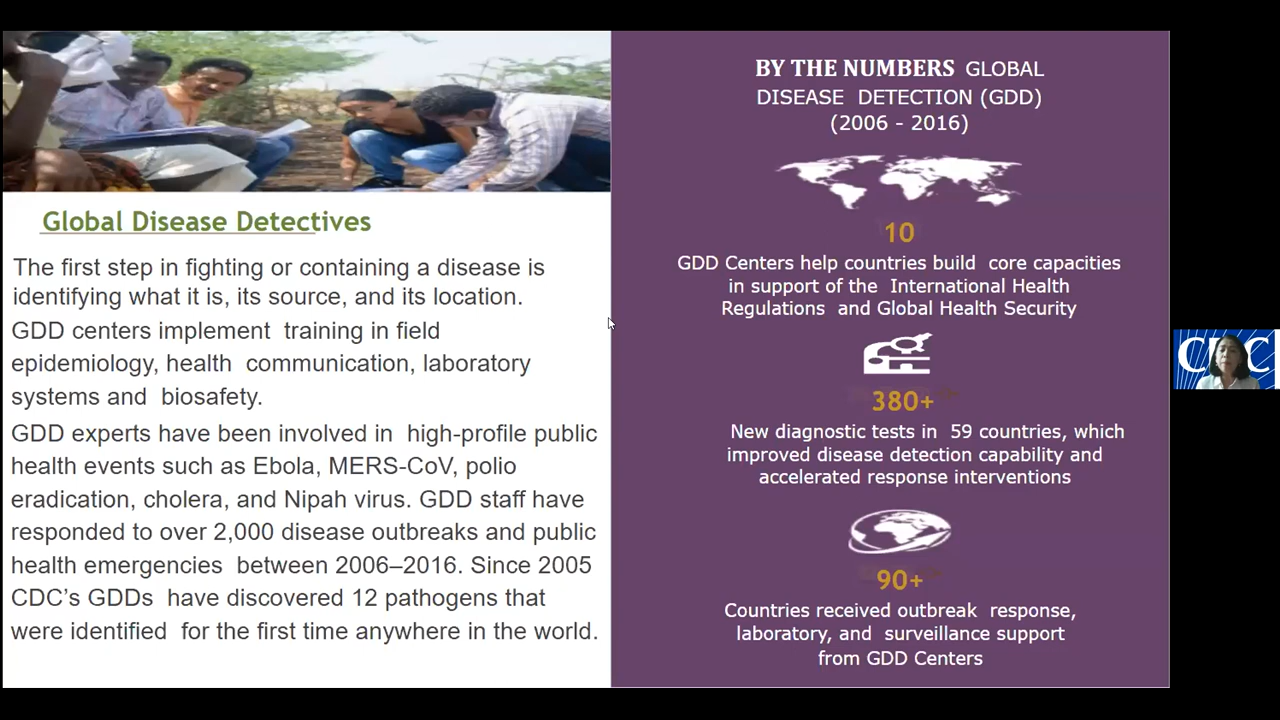 Global Disease Detectives
The first step in fighting or containing a disease is
identifying what it is, its source, and its location.
GDD centers implement training in field
epidemiology, health communication, laboratory
systems and biosafety.
GDD experts have been involved in high-profile public
health events such as Ebola, MERS-CoV, polio
eradication, cholera, and Nipah virus. GDD staff have
responded to over 2,000 disease outbreaks and public
health emergencies between 2006–2016. Since 2005
CDC's GDDs have discovered 12 pathogens that
were identified for the first time anywhere in the world.
BY THE NUMBERS GLOBAL
DISEASE DETECTION (GDD)
(2006 - 2016)
10
GDD Centers help countries build core capacities
in support of the International Health
Regulations and Global Health Security
380+
New diagnostic tests in 59 countries, which
improved disease detection capability and
accelerated response interventions
90+
Countries received outbreak response,
laboratory, and surveillance support
from GDD Centers